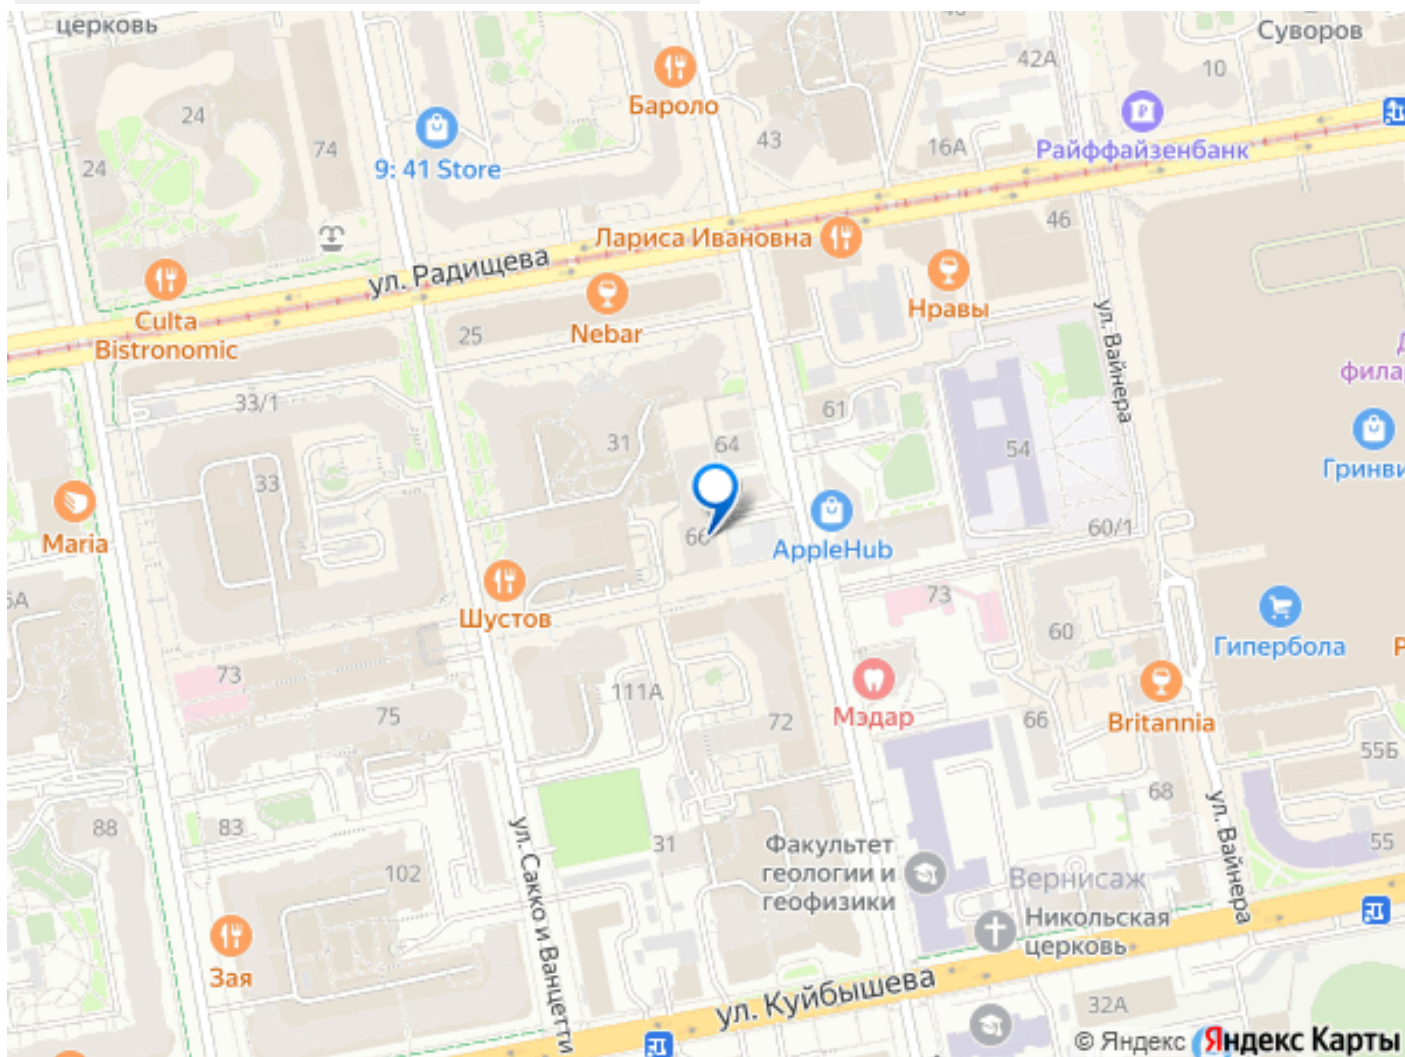 церковь
Суворов
42А
10
Бароло
24
74
24
9: 41 Store
43
16А
Райффайзенбанк
46
Лариса Ивановна
ул. Радищева
Нравы
Culta
Bistronomic
25
Nebar
ул. Вайнера
фила
33/1
61
31
64
54
Гринви
33
Maria
66
AppleHub
60/1
Шустов
73
60
Гипербола
73
111А
Мэдар
66
Britannia
75
72
55Б
68
88
83
31
ул. Сакко и Ванцетти
ул. Вайнера
55
102
Факультет
геологии и
геофизики
Вернисаж
Никольская
церковь
Зая
ул. Куйбышева
32А
© Яндекс
Яндекс Карты